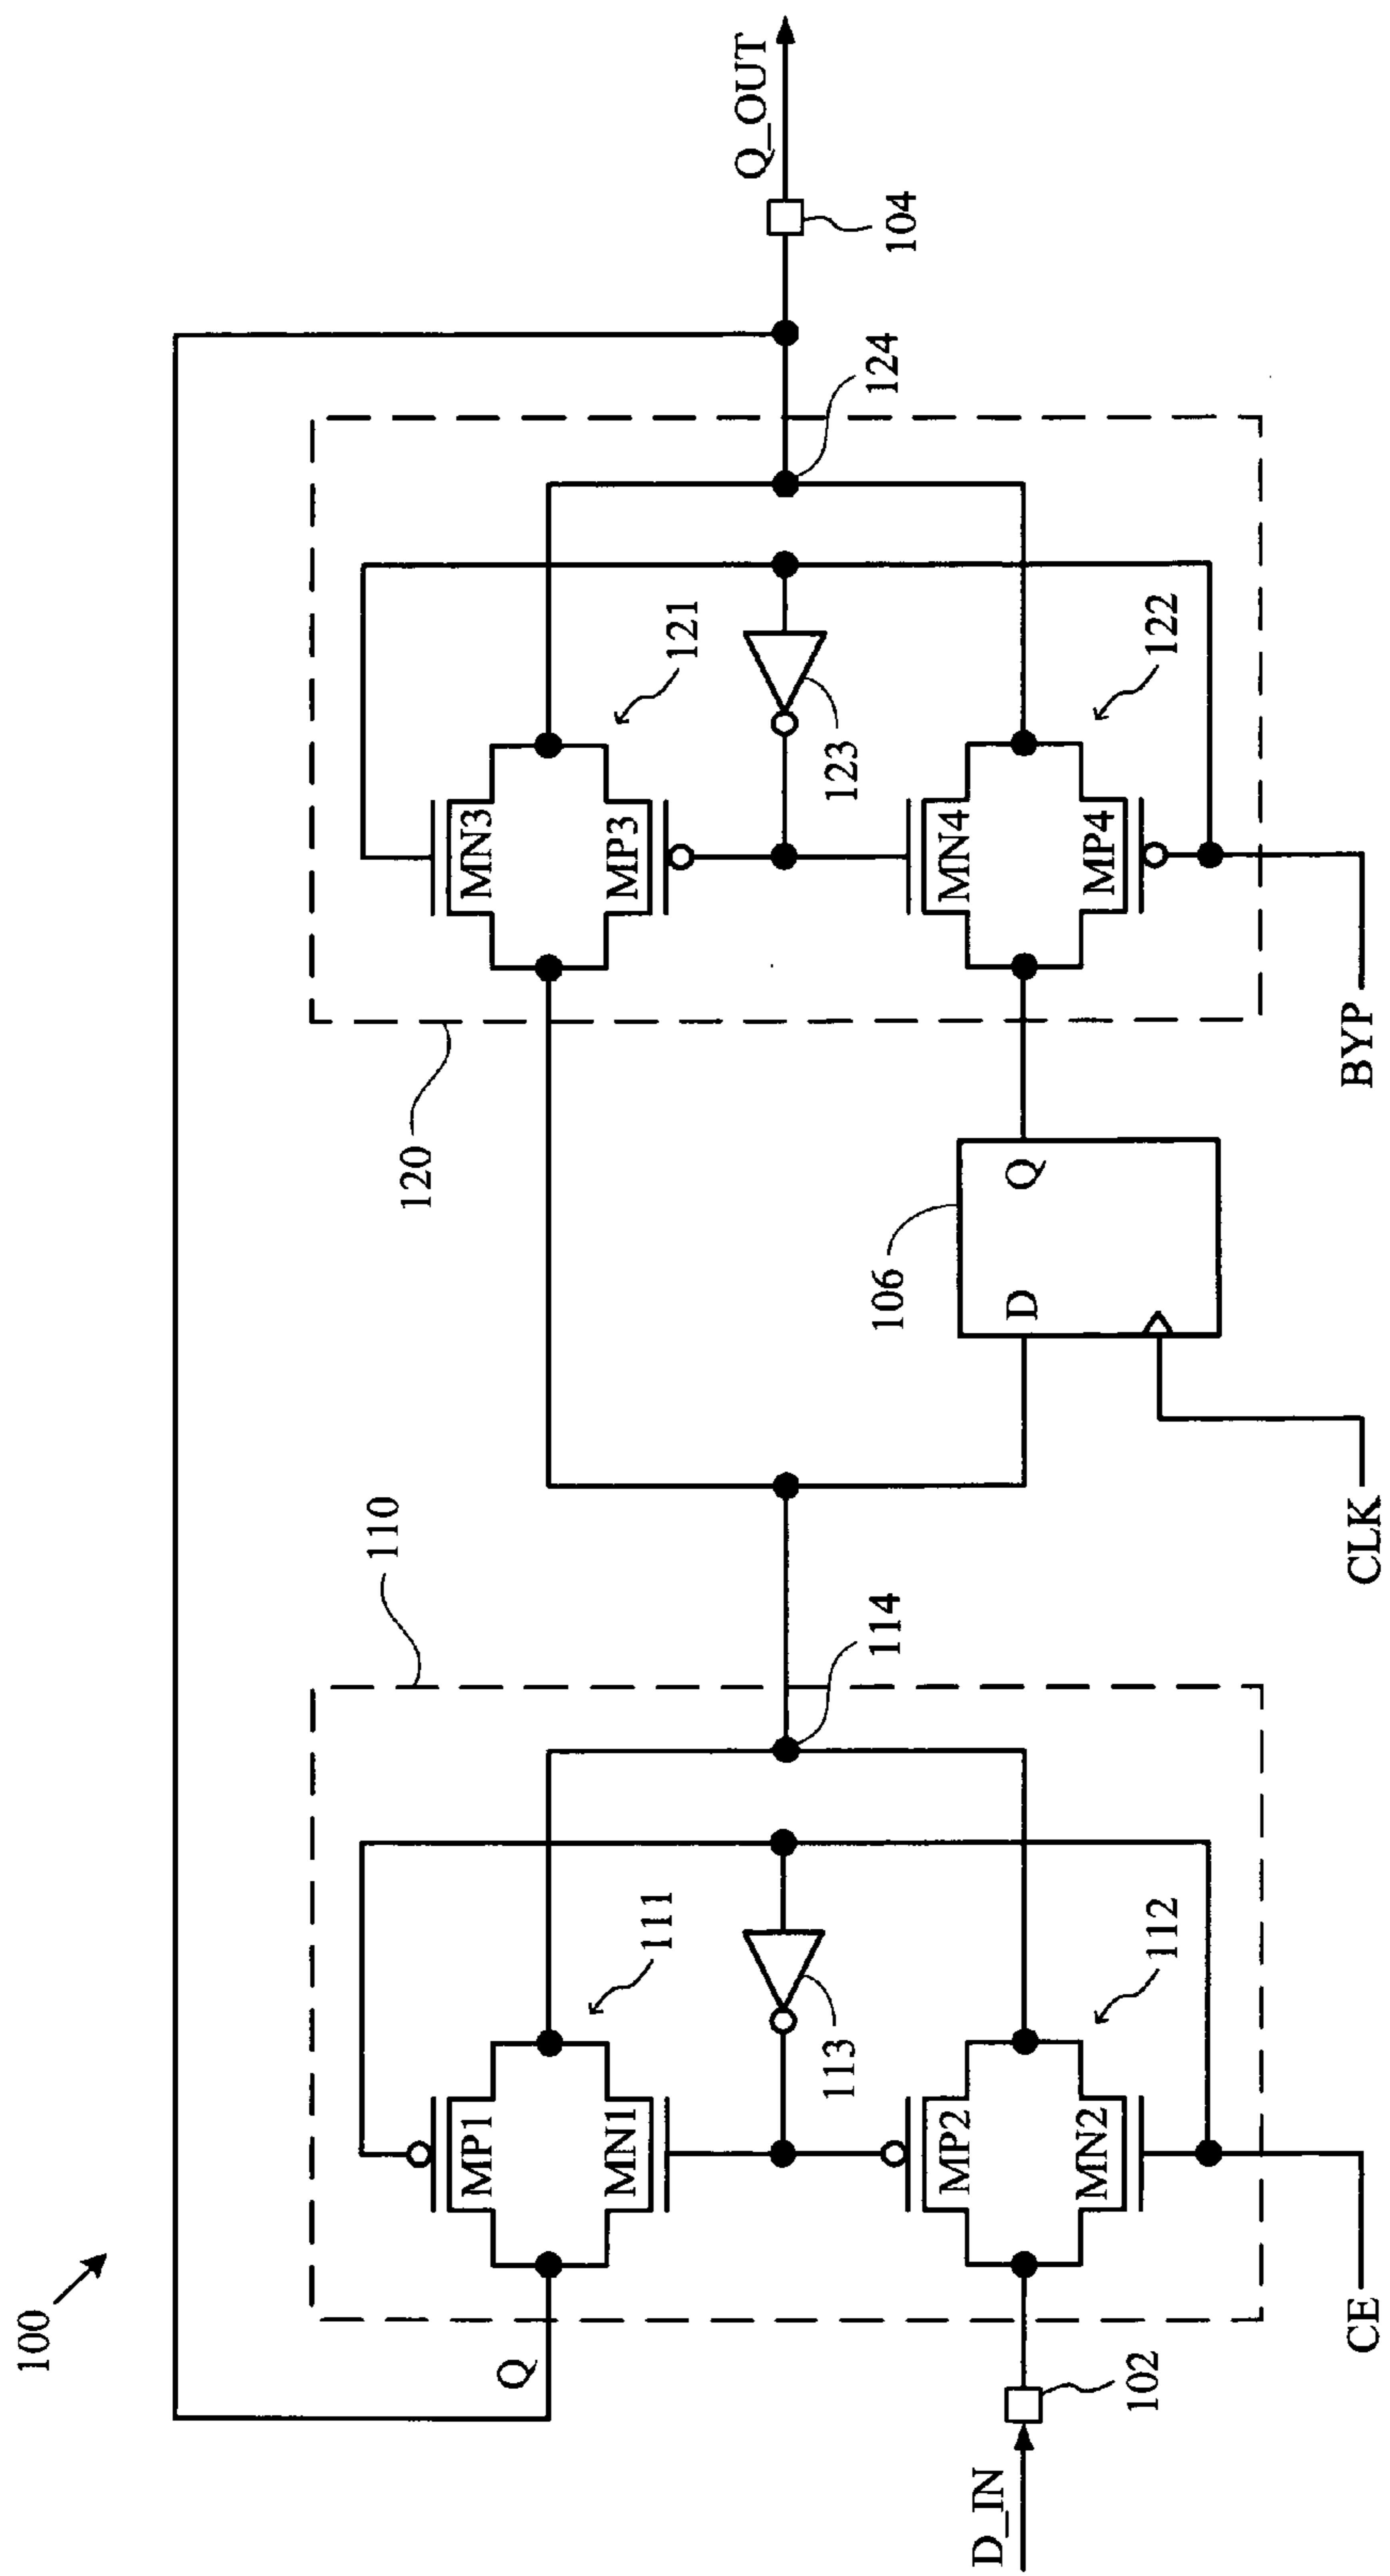 100
110
120
Q
MP1
MN1
111
113
MP2
MN2
112
114
D_IN
102
CE
CLK
106
D
Q
MN3
MP3
121
123
MN4
MP4
122
124
BYP
104
Q_OUT